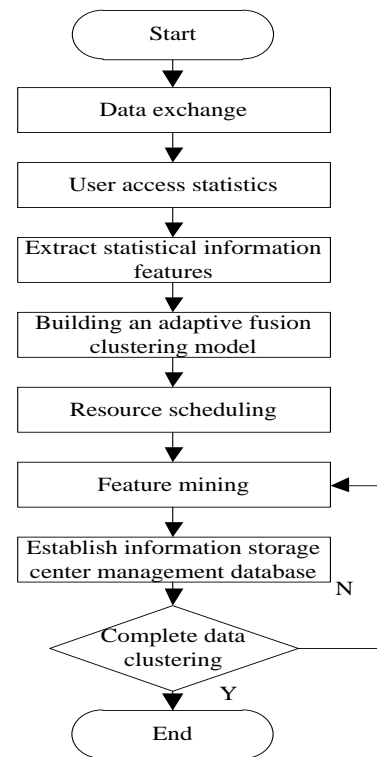 Start
Data exchange
User access statistics
Extract statistical information
features
Building an adaptive fusion
clustering model
Resource scheduling
Feature mining
Establish information storage
center management database
N
Complete data
clustering
Y
End